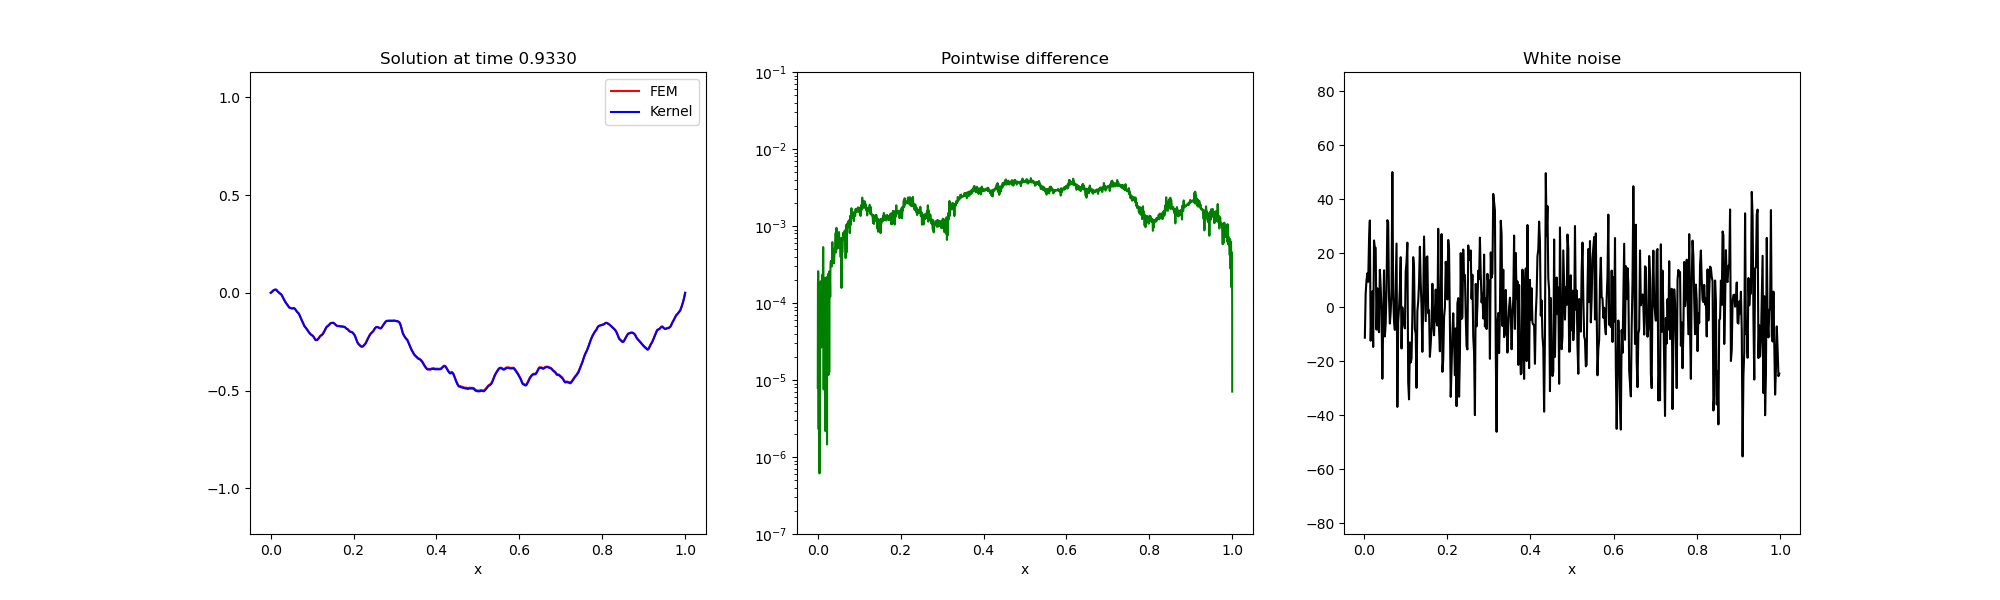 Solution at time 0.9330
1.0
0.5
0.0
−0.5
−1.0
0.0 0.2 0.4 0.6 0.8 1.0
x
FEM
Kernel
Pointwise difference
10⁻¹
10⁻²
10⁻³
10⁻⁴
10⁻⁵
10⁻⁶
10⁻⁷
0.0 0.2 0.4 0.6 0.8 1.0
x
White noise
80
60
40
20
0
−20
−40
−60
−80
0.0 0.2 0.4 0.6 0.8 1.0
x